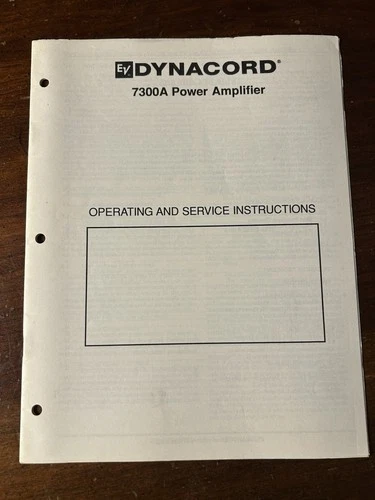 EV DYNACORD®
7300A Power Amplifier
OPERATING AND SERVICE INSTRUCTIONS